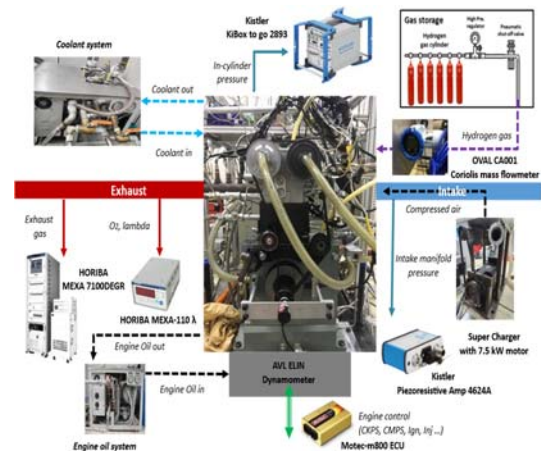 Coolant system
Kistler
KiBox to go 2893
In-cylinder
pressure
Gas storage
Hydrogen
gas cylinder
High Pre.
regulator
Pneumatic
shut-off valve
Coolant out
Coolant in
Hydrogen gas
OVAL CA001
Coriolis mass flowmeter
Exhaust
Intake
Exhaust
gas
O2, lambda
Compressed air
Intake manifold
pressure
HORIBA
MEXA 7100DEGR
HORIBA MEXA-110 λ
Super Charger
with 7.5 kW motor
Engine Oil out
Engine Oil in
Kistler
Piezoresistive Amp 4624A
AVL ELIN
Dynamometer
Engine oil system
Engine control
(CKPS, CMPS, Ign, Inj ...)
Motec-m800 ECU